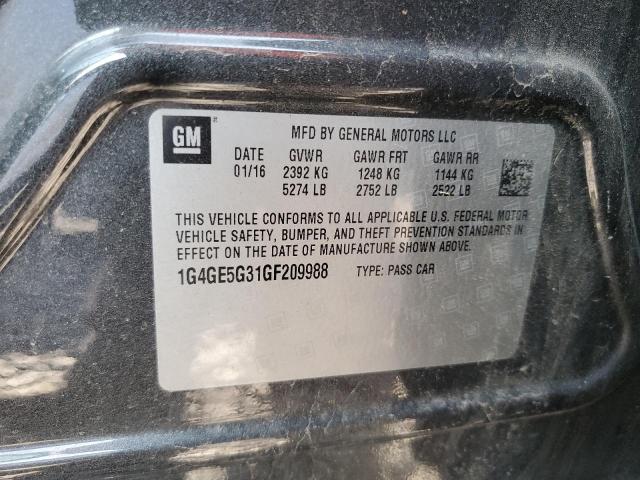 GM
MFD BY GENERAL MOTORS LLC
DATE GVWR GAWR FRT GAWR RR
01/16 2392 KG 1248 KG 1144 KG
5274 LB 2752 LB 2522 LB
THIS VEHICLE CONFORMS TO ALL APPLICABLE U.S. FEDERAL MOTOR
VEHICLE SAFETY, BUMPER, AND THEFT PREVENTION STANDARDS IN
EFFECT ON THE DATE OF MANUFACTURE SHOWN ABOVE.
1G4GE5G31GF209988 TYPE: PASS CAR